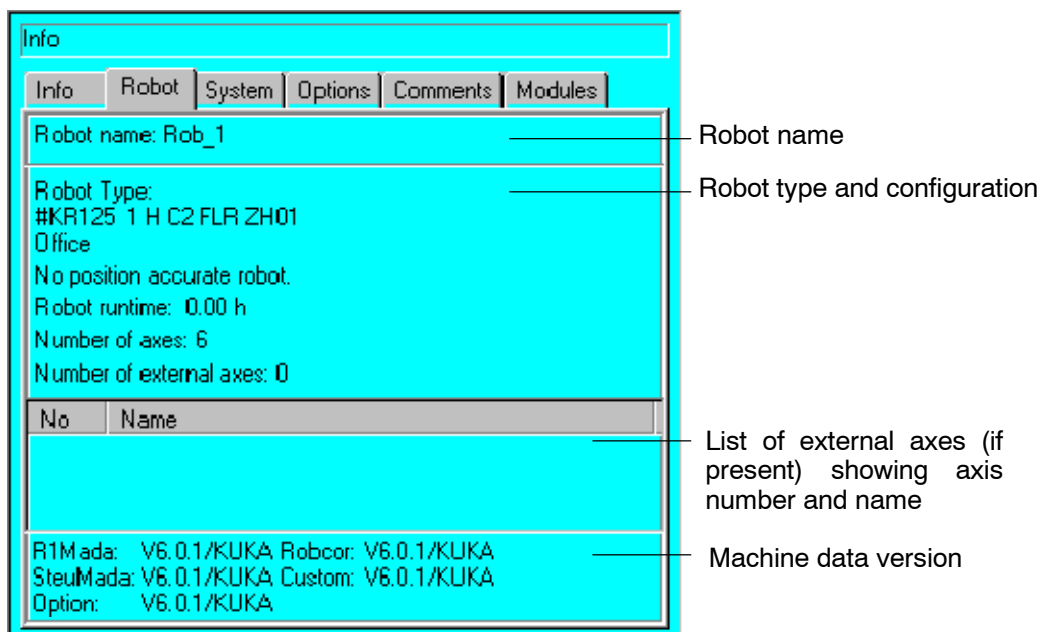 Info
Info Robot System Options Comments Modules
Robot name: Rob_1
Robot name
Robot Type:
Robot type and configuration
#KR125 1 H C2 FLR ZH01
Office
No position accurate robot.
Robot runtime: 0.00 h
Number of axes: 6
Number of external axes: 0
No Name
List of external axes (if
present) showing axis
number and name
R1Mada: V6.0.1/KUKA Robcor: V6.0.1/KUKA
Machine data version
SteuMada: V6.0.1/KUKA Custom: V6.0.1/KUKA
Option: V6.0.1/KUKA